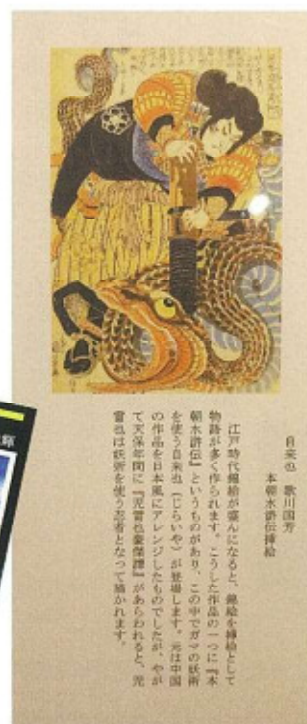 自来也　歌川国芳
本朝水滸伝挿絵
江戸時代錦絵が盛んになると、錦絵を挿絵として
物語が多く作られます。こうした作品の一つに『本
朝水滸伝』というものがあり、この中でガマの妖術
を使う自来也（じらいや）が登場します。元は中国
の作品を日本風にアレンジしたものでしたが、やが
て天保年間に『児雷也豪傑譚』があらわれると、児
雷也は妖術を使う忍者となって描かれます。
輝